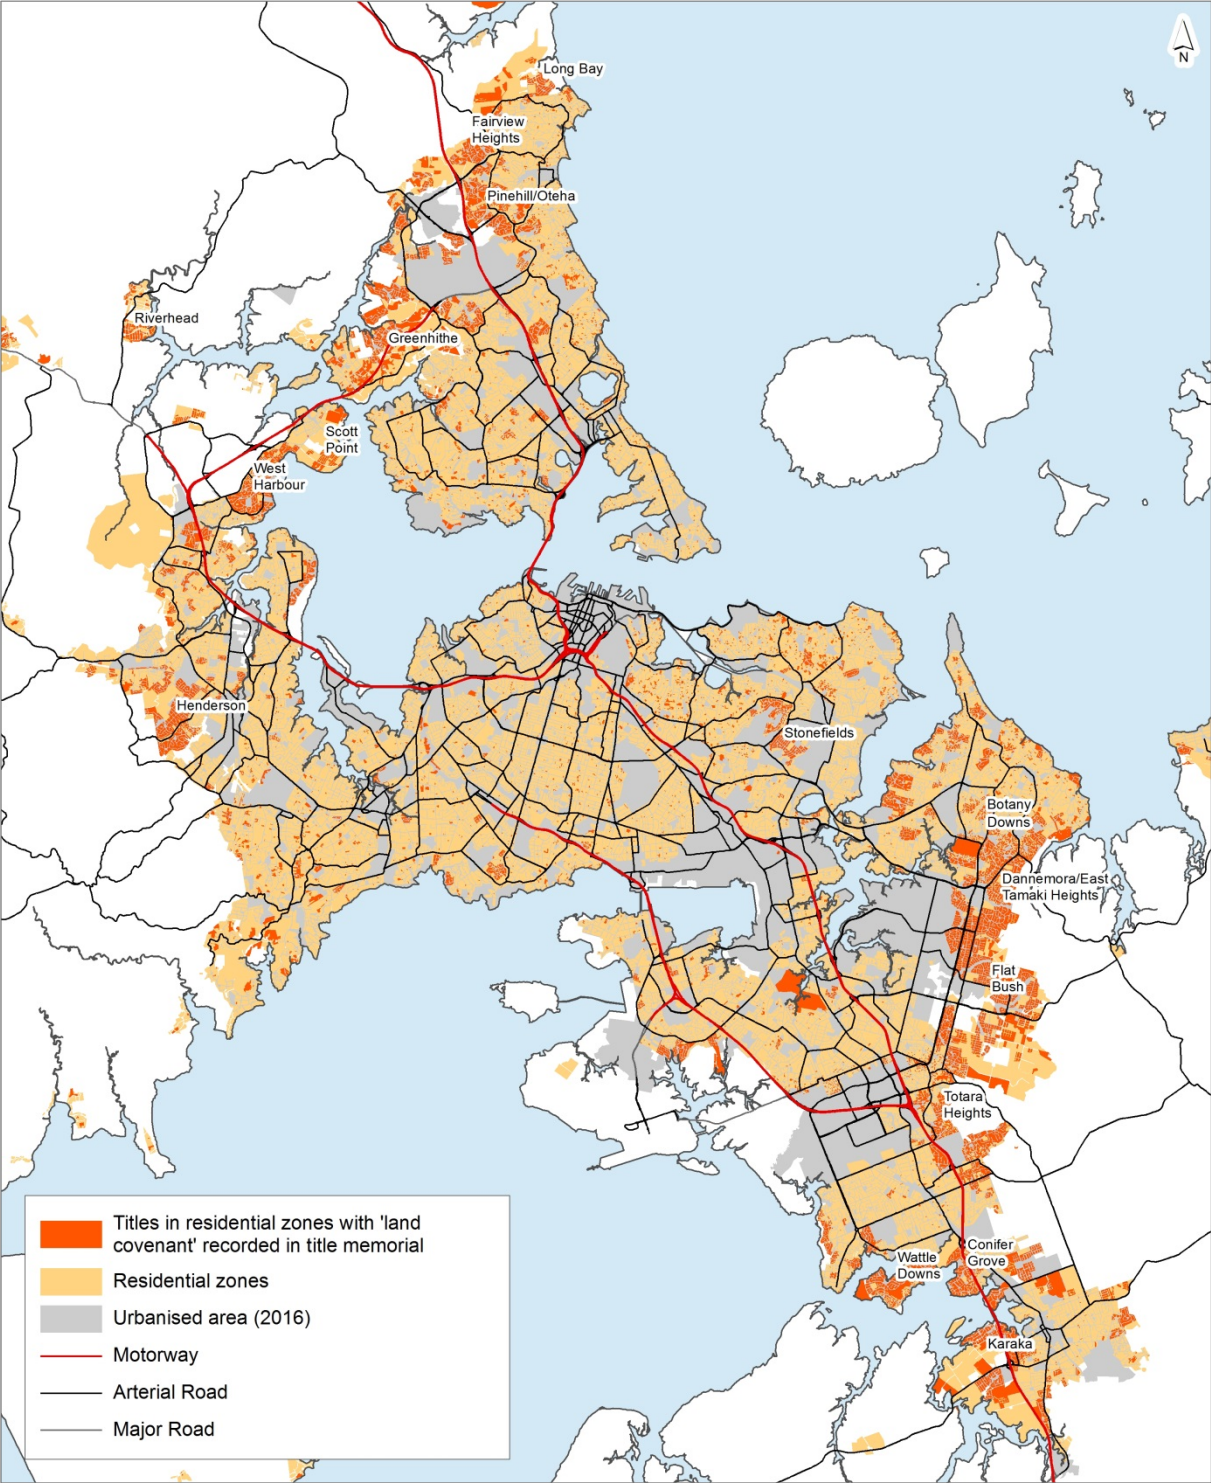 N
Long Bay
Fairview
Heights
Pinehill/Oteha
Riverhead
Greenhithe
Scott
Point
West
Harbour
Henderson
Stonefields
Botany
Downs
Dannemora/East
Tamaki Heights
Flat
Bush
Totara
Heights
Conifer
Grove
Wattle
Downs
Karaka
Titles in residential zones with 'land
covenant' recorded in title memorial
Residential zones
Urbanised area (2016)
Motorway
Arterial Road
Major Road